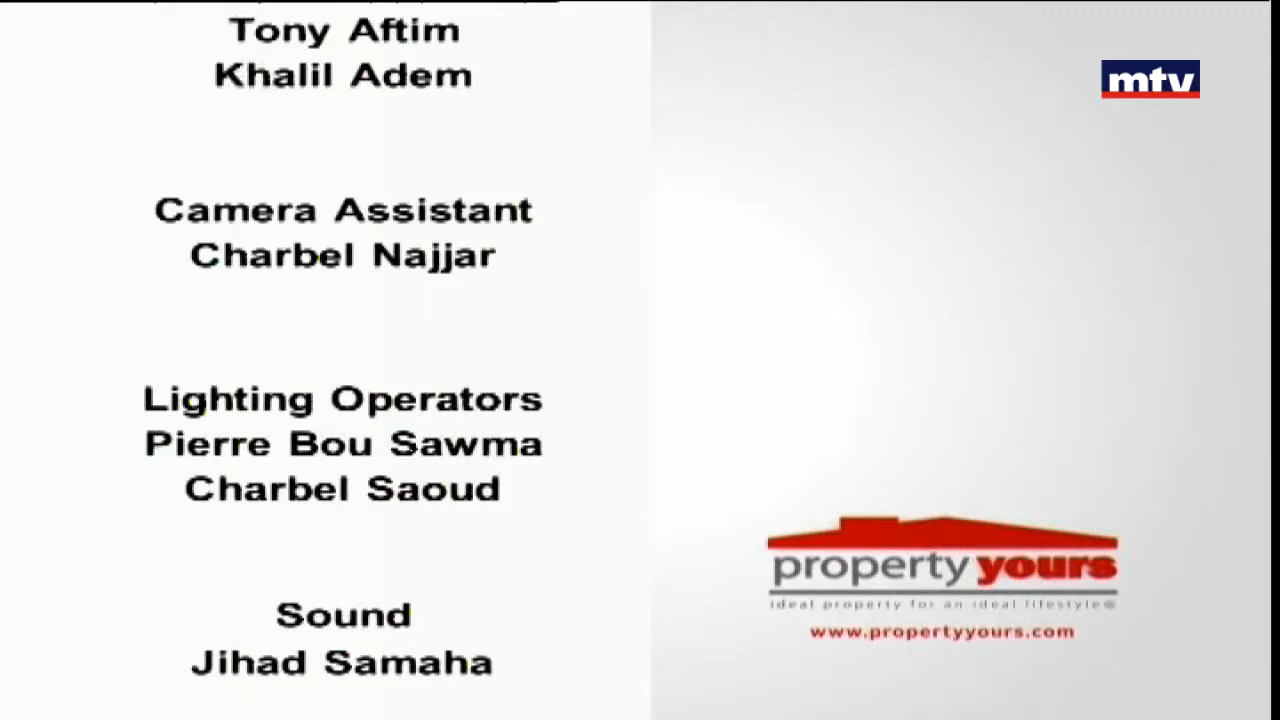 Tony Aftim
Khalil Adem
Camera Assistant
Charbel Najjar
Lighting Operators
Pierre Bou Sawma
Charbel Saoud
Sound
Jihad Samaha
mtv
property yours
ideal property for an ideal lifestyle®
www.propertyyours.com